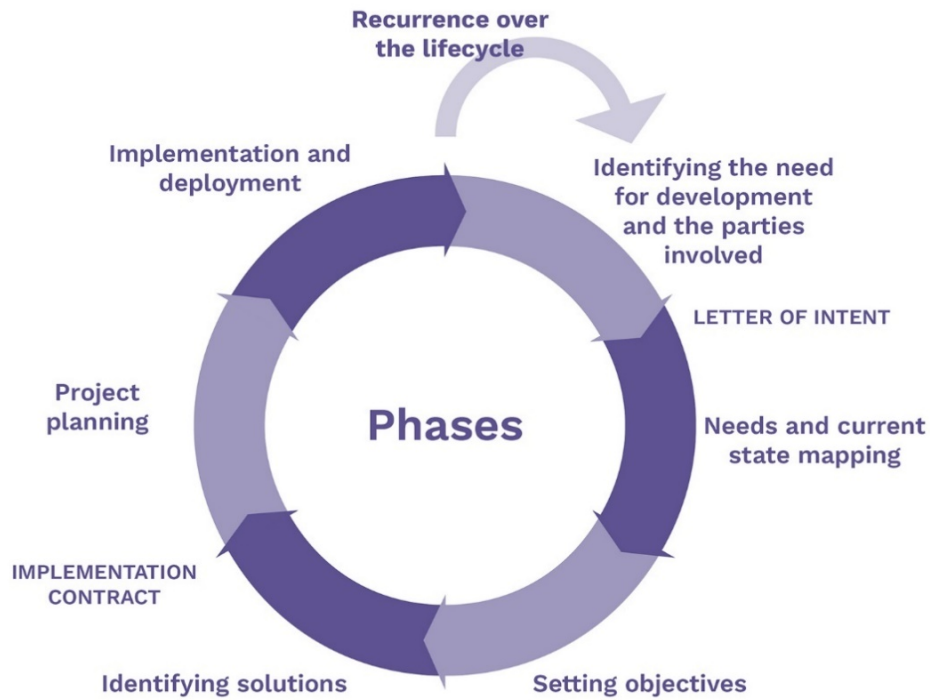 Recurrence over
the lifecycle
Implementation and
deployment
Identifying the need
for development
and the parties
involved
LETTER OF INTENT
Project
planning
Phases
Needs and current
state mapping
IMPLEMENTATION
CONTRACT
Identifying solutions
Setting objectives